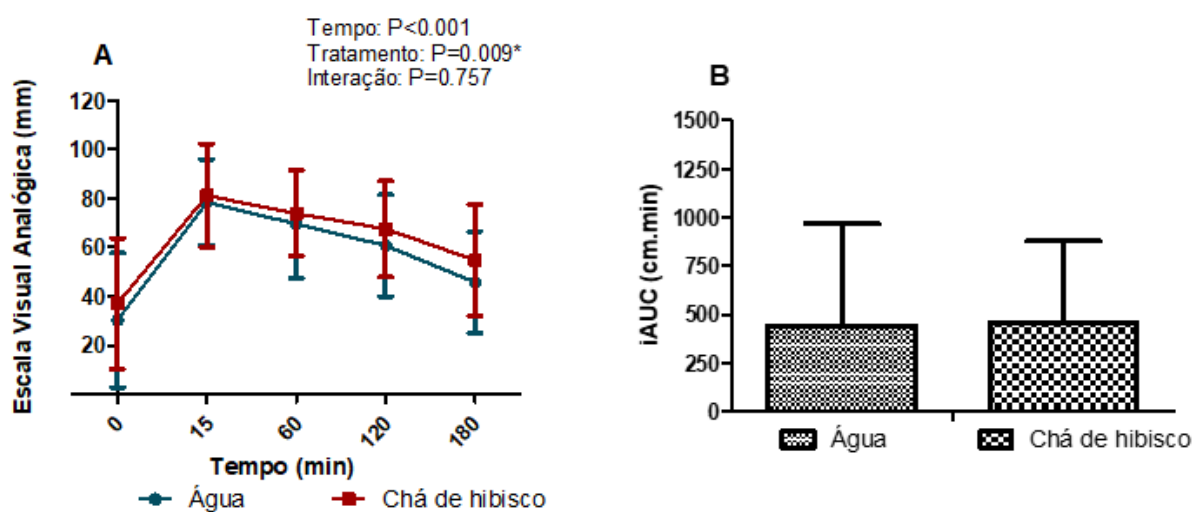 Tempo: P<0.001
Tratamento: P=0.009*
Interação: P=0.757
A
Escala Visual Analógica (mm)
120
100
80
60
40
20
0
15
60
120
180
Tempo (min)
Água
Chá de hibisco
B
iAUC (cm.min)
1500
1250
1000
750
500
250
0
Água
Chá de hibisco